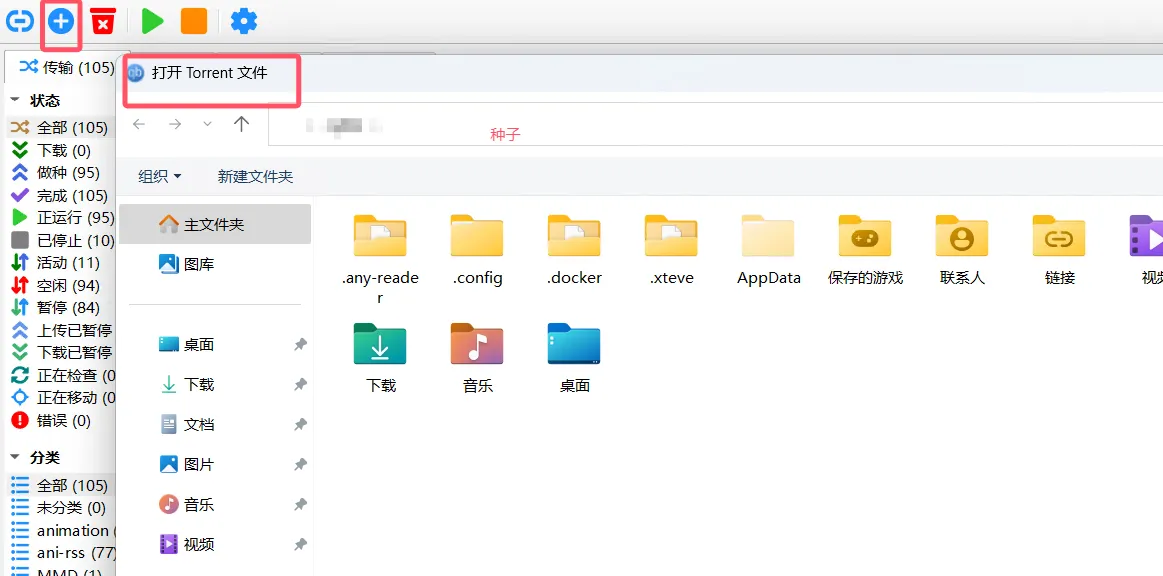 传输 (105)
打开 Torrent 文件
种子
状态
全部 (105)
下载 (0)
做种 (95)
完成 (105)
正运行 (95)
已停止 (10)
活动 (11)
空闲 (94)
暂停 (84)
上传已暂停
下载已暂停
正在检查 (0
正在移动 (0
错误 (0)
分类
全部 (105)
未分类 (0)
animation (
ani-rss (77)
MMD (1)
组织
新建文件夹
主文件夹
图库
桌面
下载
文档
图片
音乐
视频
.any-reade
r
.config
.docker
.xteve
AppData
保存的游戏
联系人
链接
视频
下载
音乐
桌面